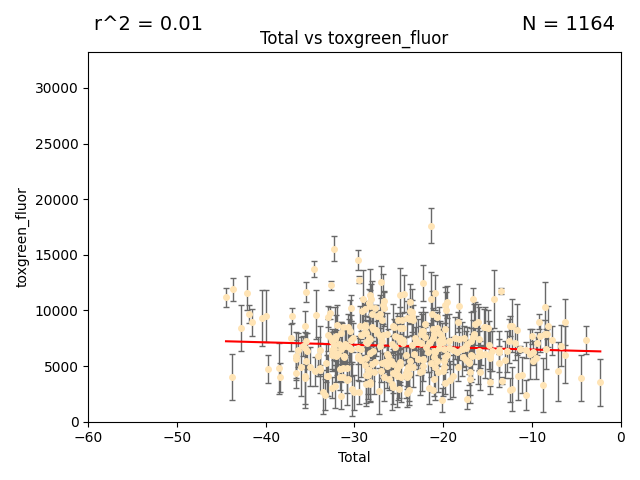 r^2 = 0.01
N = 1164
Total vs toxgreen_fluor
30000
25000
20000
15000
10000
5000
0
toxgreen_fluor
−60
−50
−40
−30
−20
−10
0
Total